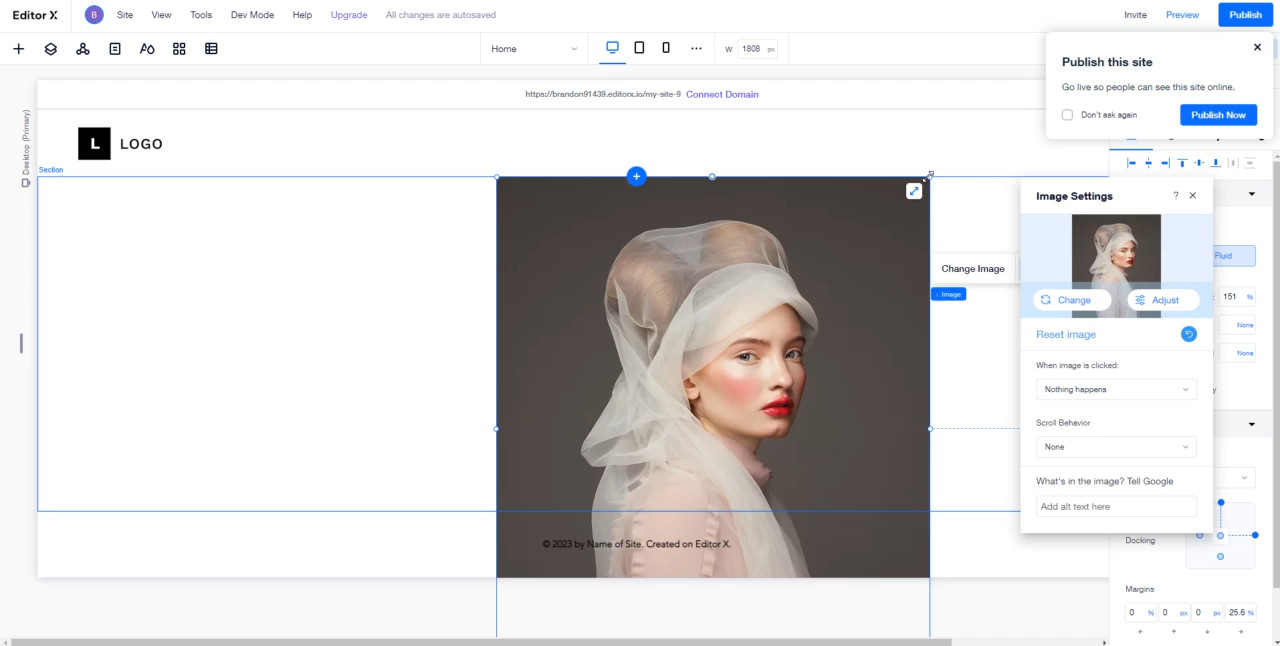 Editor X
B
Site
View
Tools
Dev Mode
Help
Upgrade
All changes are autosaved
Invite
Preview
Publish
Home
W 1808 px
Publish this site
Go live so people can see this site online.
Don't ask again
Publish Now
https://brandon91439.editorx.io/my-site-9 Connect Domain
Desktop (Primary)
L LOGO
Section
Change Image
Image
Image Settings
?
Change
Adjust
Reset image
When image is clicked:
Nothing happens
Scroll Behavior
None
What's in the image? Tell Google
Add alt text here
Fluid
151 %
None
None
Docking
Margins
0 % 0 px 0 px 25.6 %
© 2023 by Name of Site. Created on Editor X.